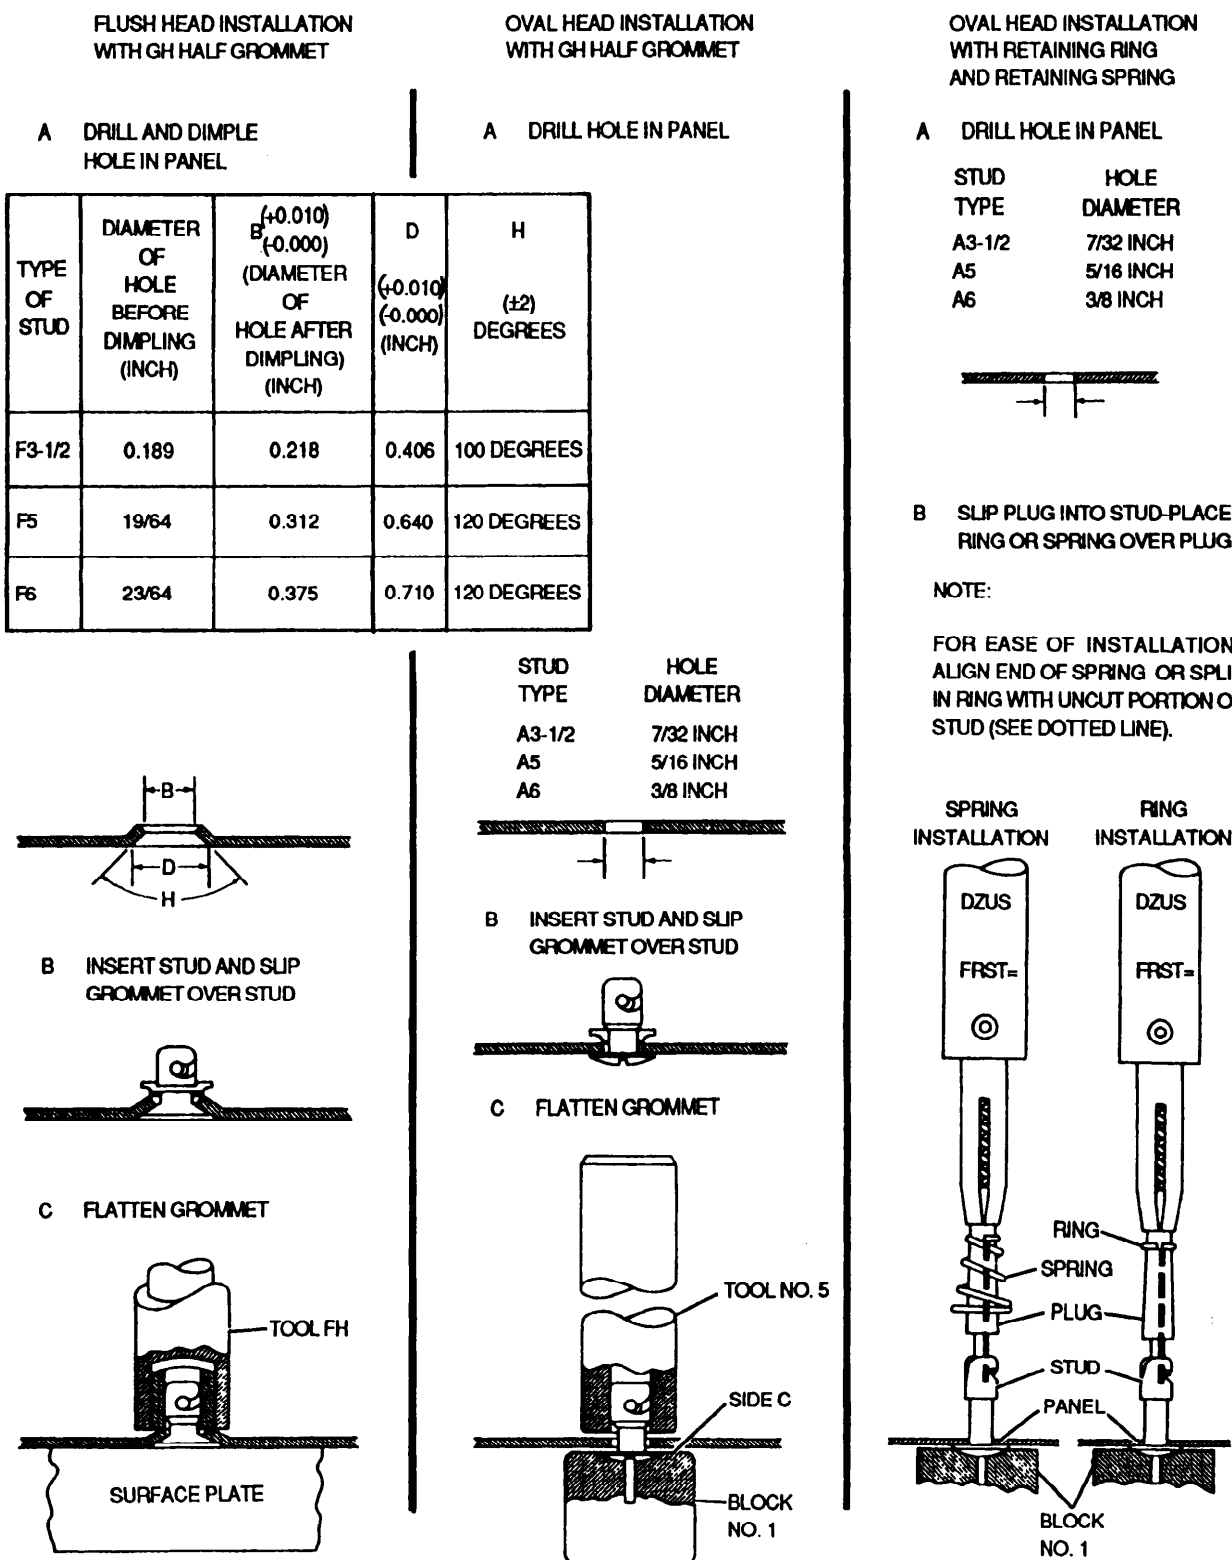 FLUSH HEAD INSTALLATION
WITH GH HALF GROMMET
A DRILL AND DIMPLE
HOLE IN PANEL
TYPE
OF
STUD
DIAMETER
OF
HOLE
BEFORE
DIMPLING
(INCH)
B (+0.010)
(-0.000)
(DIAMETER
OF
HOLE AFTER
DIMPLING)
(INCH)
D
(+0.010)
(-0.000)
(INCH)
H
(±2)
DEGREES
F3-1/2 0.189 0.218 0.406 100 DEGREES
F5 19/64 0.312 0.640 120 DEGREES
F6 23/64 0.375 0.710 120 DEGREES
B
D
H
B INSERT STUD AND SLIP
GROMMET OVER STUD
C FLATTEN GROMMET
TOOL FH
SURFACE PLATE
OVAL HEAD INSTALLATION
WITH GH HALF GROMMET
A DRILL HOLE IN PANEL
STUD HOLE
TYPE DIAMETER
A3-1/2 7/32 INCH
A5 5/16 INCH
A6 3/8 INCH
B INSERT STUD AND SLIP
GROMMET OVER STUD
C FLATTEN GROMMET
TOOL NO. 5
SIDE C
BLOCK
NO. 1
OVAL HEAD INSTALLATION
WITH RETAINING RING
AND RETAINING SPRING
A DRILL HOLE IN PANEL
STUD HOLE
TYPE DIAMETER
A3-1/2 7/32 INCH
A5 5/16 INCH
A6 3/8 INCH
B SLIP PLUG INTO STUD-PLACE
RING OR SPRING OVER PLUG
NOTE:
FOR EASE OF INSTALLATION
ALIGN END OF SPRING OR SPLI
IN RING WITH UNCUT PORTION O
STUD (SEE DOTTED LINE).
SPRING RING
INSTALLATION INSTALLATION
DZUS DZUS
FRST= FRST=
RING
SPRING
PLUG
STUD
PANEL
BLOCK
NO. 1